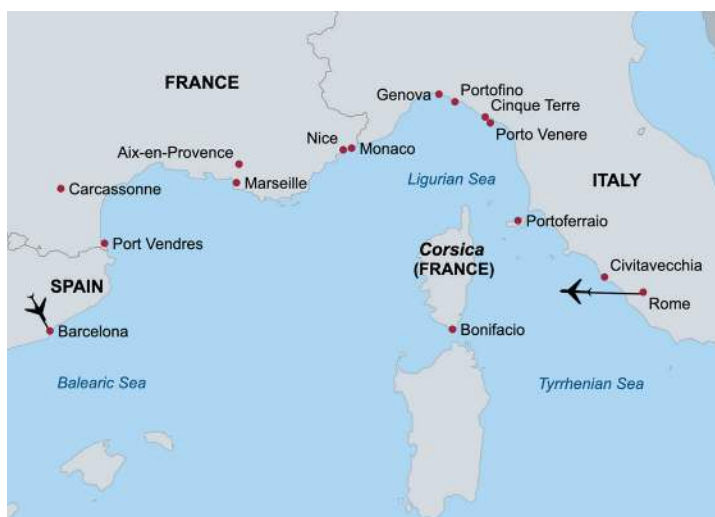 FRANCE
Genova
Portofino
Cinque Terre
Porto Venere
Nice
Monaco
Aix-en-Provence
Marseille
Carcassonne
Ligurian Sea
ITALY
Portoferraio
Port Vendres
Corsica
(FRANCE)
Civitavecchia
SPAIN
Rome
Barcelona
Bonifacio
Balearic Sea
Tyrrhenian Sea